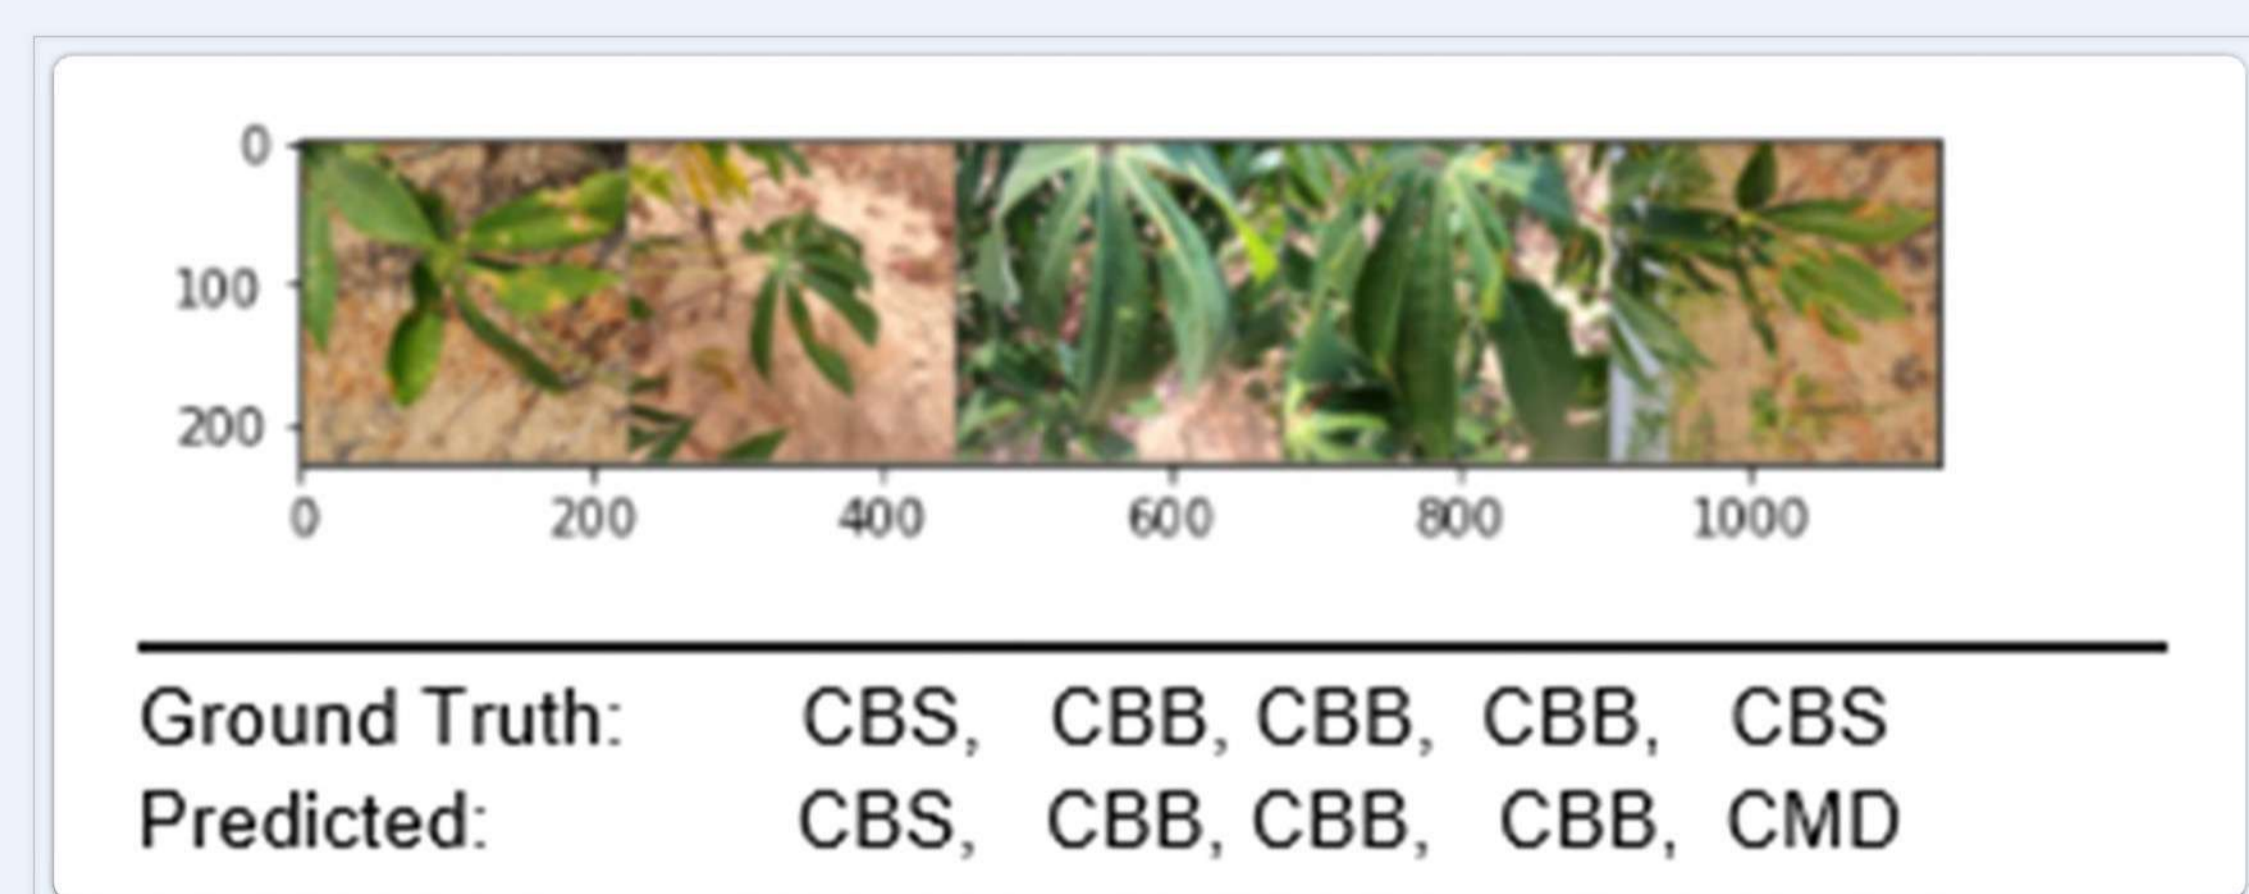 0
100
200
0 200 400 600 800 1000
Ground Truth: CBS, CBB, CBB, CBB, CBS
Predicted: CBS, CBB, CBB, CBB, CMD